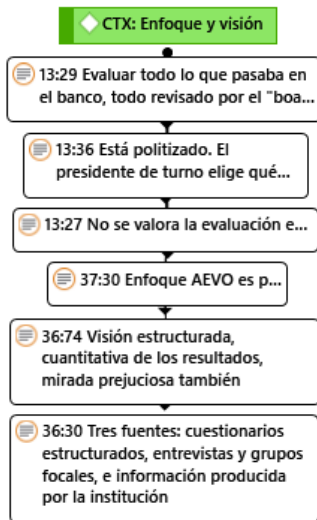 CTX: Enfoque y visión
13:29 Evaluar todo lo que pasaba en
el banco, todo revisado por el "boa...
13:36 Está politizado. El
presidente de turno elige qué...
13:27 No se valora la evaluación e...
37:30 Enfoque AEVO es p...
36:74 Visión estructurada,
cuantitativa de los resultados,
mirada prejuciosa también
36:30 Tres fuentes: cuestionarios
estructurados, entrevistas y grupos
focales, e información producida
por la institución